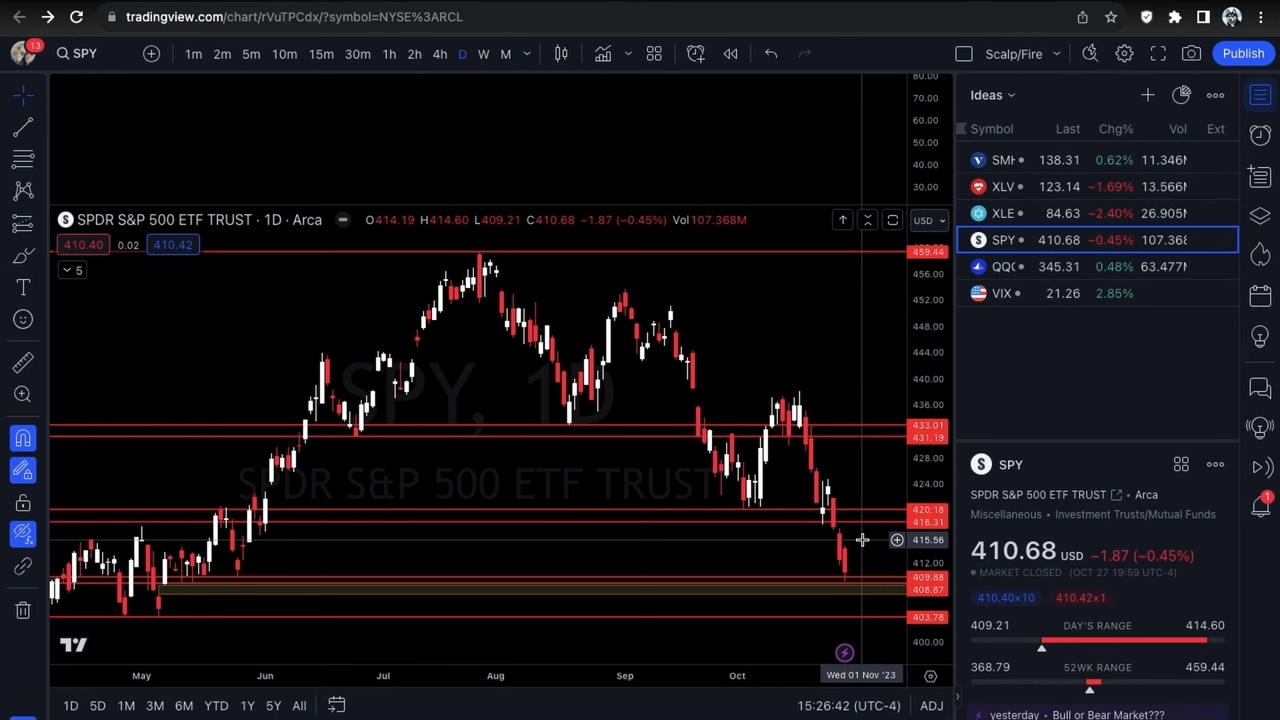 tradingview.com/chart/rVuTPCdx/?symbol=NYSE%3ARCL
13
SPY
1m 2m 5m 10m 15m 30m 1h 2h 4h D W M
Scalp/Fire
Publish
80.00
70.00
60.00
50.00
40.00
30.00
SPDR S&P 500 ETF TRUST · 1D · Arca
O414.19 H414.60 L409.21 C410.68 −1.87 (−0.45%) Vol107.368M
USD
410.40 0.02 410.42
5
SPY, 1D
SPDR S&P 500 ETF TRUST
459.44
456.00
452.00
448.00
444.00
440.00
436.00
433.01
431.19
428.00
424.00
420.18
418.31
415.56
412.00
409.88
408.87
403.78
400.00
May Jun Jul Aug Sep Oct
Wed 01 Nov '23
1D 5D 1M 3M 6M YTD 1Y 5Y All
15:26:42 (UTC-4)
ADJ
Ideas
Symbol Last Chg% Vol Ext
SMH 138.31 0.62% 11.346M
XLV 123.14 −1.69% 13.566M
XLE 84.63 −2.40% 26.905M
SPY 410.68 −0.45% 107.368
QQQ 345.31 0.48% 63.477M
VIX 21.26 2.85%
SPY
SPDR S&P 500 ETF TRUST • Arca
Miscellaneous • Investment Trusts/Mutual Funds
410.68 USD −1.87 (−0.45%)
MARKET CLOSED (OCT 27 19:59 UTC-4)
410.40×10 410.42×1
409.21 DAY'S RANGE 414.60
368.79 52WK RANGE 459.44
yesterday • Bull or Bear Market???
1